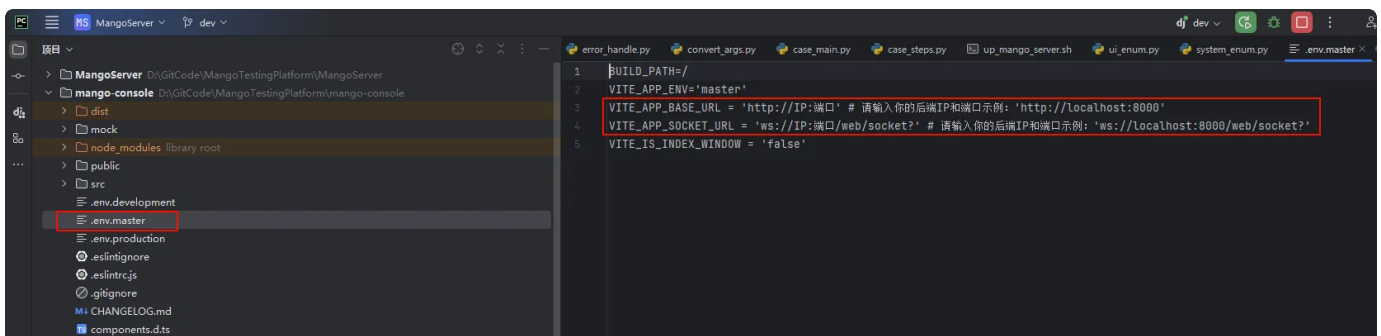 PC
MS MangoServer dev
dj dev
项目
error_handle.py convert_args.py case_main.py case_steps.py up_mango_server.sh ui_enum.py system_enum.py .env.master
MangoServer D:\GitCode\MangoTestingPlatform\MangoServer
mango-console D:\GitCode\MangoTestingPlatform\mango-console
dist
mock
node_modules library root
public
src
.env.development
.env.master
.env.production
.eslintignore
.eslintrc.js
.gitignore
M↓ CHANGELOG.md
TS components.d.ts
1 BUILD_PATH=/
2 VITE_APP_ENV='master'
3 VITE_APP_BASE_URL = 'http://IP:端口' # 请输入你的后端IP和端口示例：'http://localhost:8000'
4 VITE_APP_SOCKET_URL = 'ws://IP:端口/web/socket?' # 请输入你的后端IP和端口示例：'ws://localhost:8000/web/socket?'
5 VITE_IS_INDEX_WINDOW = 'false'